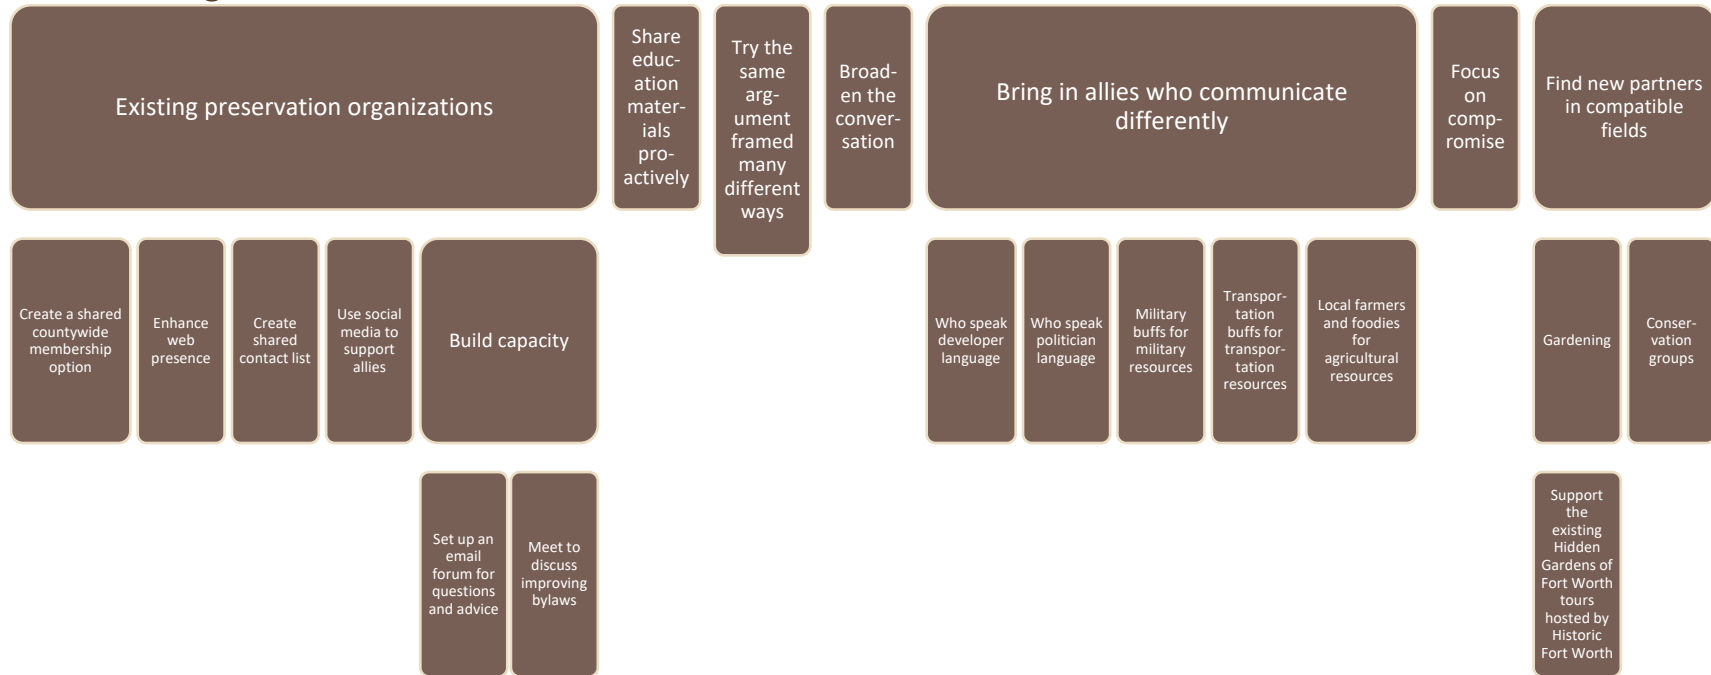 Existing preservation organizations
Share
educ-
ation
mater-
ials
pro-
actively
Try the
same
arg-
ument
framed
many
different
ways
Broad-
en the
conver-
sation
Bring in allies who communicate
differently
Focus
on
comp-
romise
Find new partners
in compatible
fields
Create a shared
countywide
membership
option
Enhance
web
presence
Create
shared
contact list
Use social
media to
support
allies
Build capacity
Who speak
developer
language
Who speak
politician
language
Military
buffs for
military
resources
Transpor-
tation
buffs for
transpor-
tation
resources
Local farmers
and foodies
for
agricultural
resources
Gardening
Conser-
vation
groups
Set up an
email
forum for
questions
and advice
Meet to
discuss
improving
bylaws
Support
the
existing
Hidden
Gardens of
Fort Worth
tours
hosted by
Historic
Fort Worth